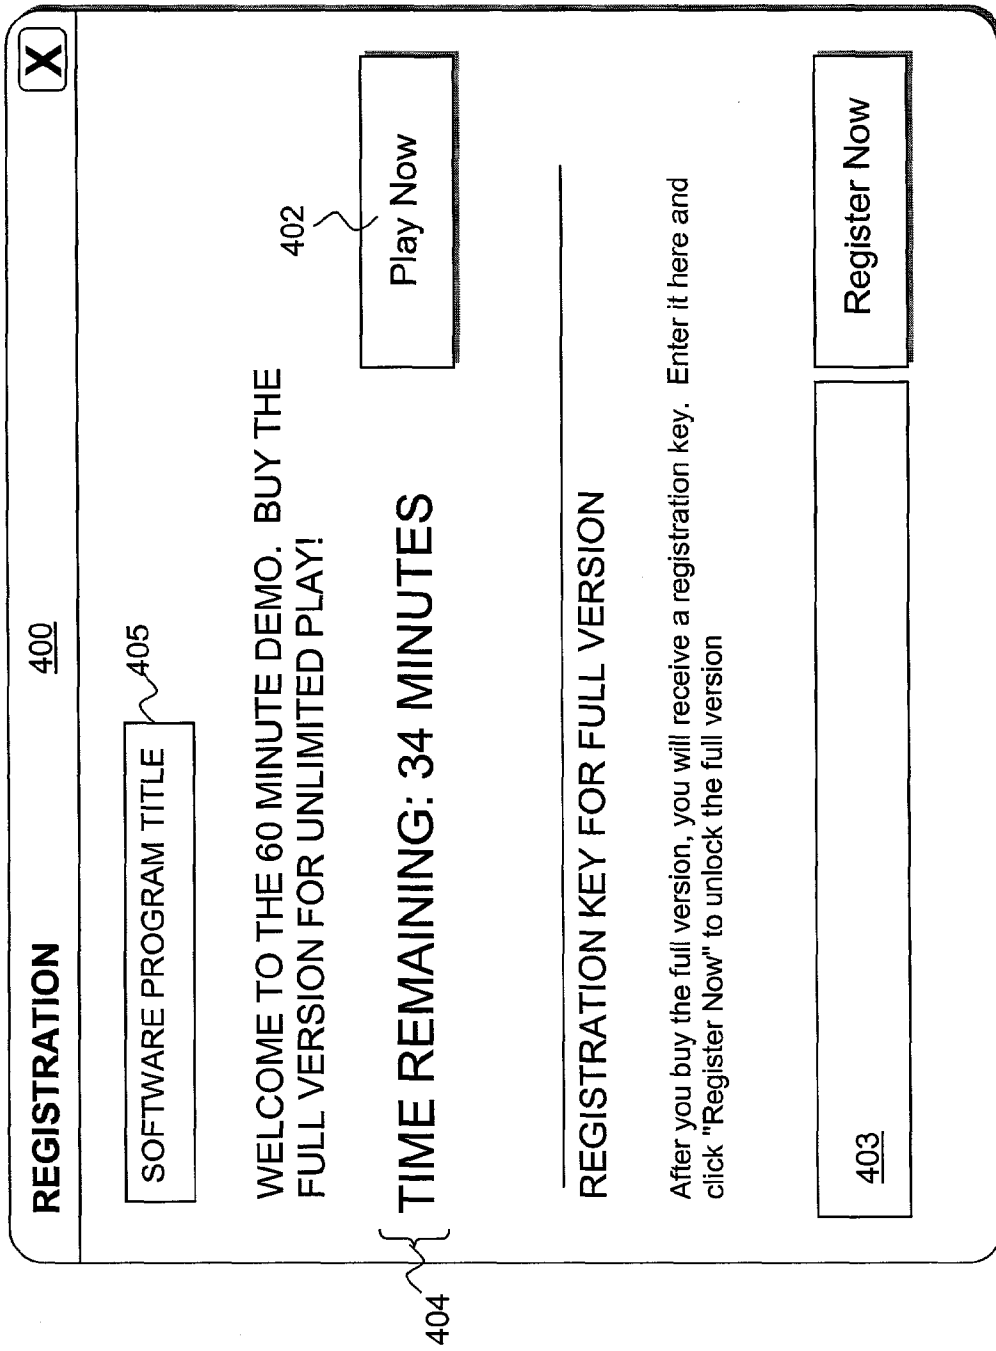 REGISTRATION
400
X
SOFTWARE PROGRAM TITLE
405
WELCOME TO THE 60 MINUTE DEMO. BUY THE
FULL VERSION FOR UNLIMITED PLAY!
402
404
TIME REMAINING: 34 MINUTES
Play Now
REGISTRATION KEY FOR FULL VERSION
After you buy the full version, you will receive a registration key. Enter it here and
click "Register Now" to unlock the full version
403
Register Now